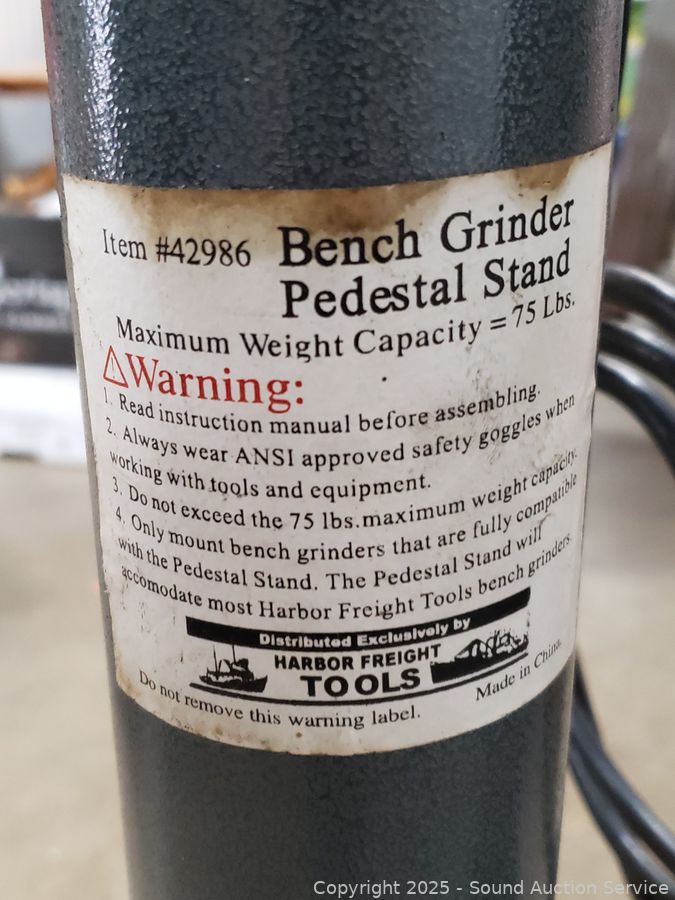 Item #42986 Bench Grinder
Pedestal Stand
Maximum Weight Capacity = 75 Lbs.
Warning:
1. Read instruction manual before assembling.
2. Always wear ANSI approved safety goggles when
working with tools and equipment.
3. Do not exceed the 75 lbs.maximum weight capacity.
4. Only mount bench grinders that are fully compatible
with the Pedestal Stand. The Pedestal Stand will
accomodate most Harbor Freight Tools bench grinders.
Distributed Exclusively by
HARBOR FREIGHT
TOOLS
Do not remove this warning label.
Made in China.
Copyright 2025 - Sound Auction Service